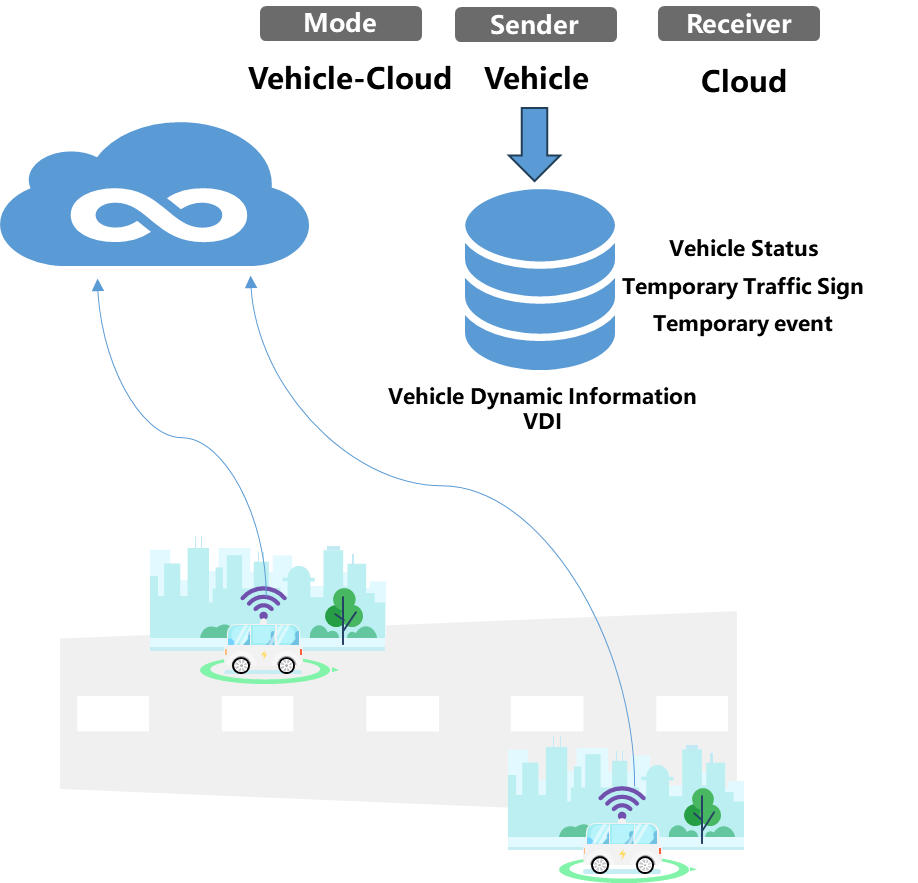 Mode
Sender
Receiver
Vehicle-Cloud
Vehicle
Cloud
Vehicle Status
Temporary Traffic Sign
Temporary event
Vehicle Dynamic Information
VDI